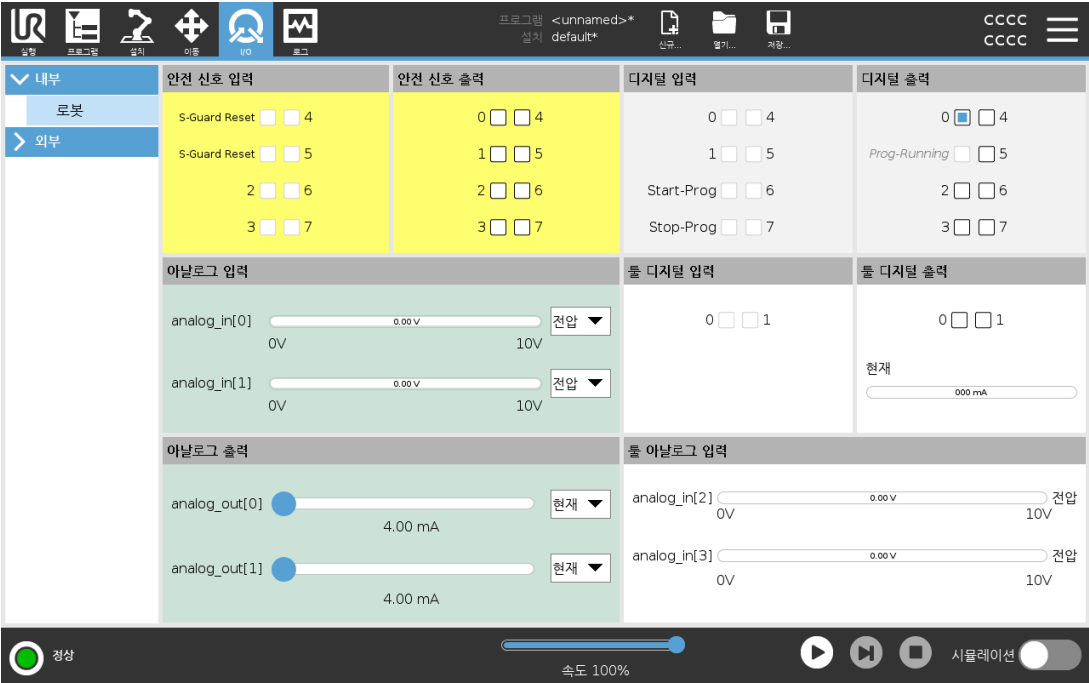 UR
실행
프로그램
설치
이동
I/O
로그
프로그램 <unnamed>*
설치 default*
신규...
열기...
저장...
CCCC
CCCC
내부
로봇
외부
안전 신호 입력
S-Guard Reset 4
S-Guard Reset 5
2 6
3 7
안전 신호 출력
0 4
1 5
2 6
3 7
디지털 입력
0 4
1 5
Start-Prog 6
Stop-Prog 7
디지털 출력
0 4
Prog-Running 5
2 6
3 7
아날로그 입력
analog_in[0] 0.00 V 전압
0V 10V
analog_in[1] 0.00 V 전압
0V 10V
툴 디지털 입력
0 1
툴 디지털 출력
0 1
현재
000 mA
아날로그 출력
analog_out[0] 현재
4.00 mA
analog_out[1] 현재
4.00 mA
툴 아날로그 입력
analog_in[2] 0.00 V 전압
0V 10V
analog_in[3] 0.00 V 전압
0V 10V
정상
속도 100%
시뮬레이션